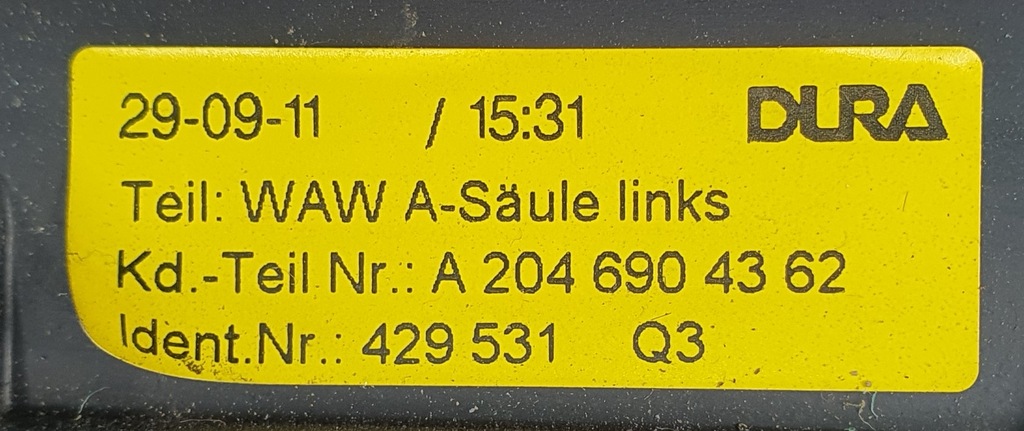 29-09-11 / 15:31 DURA
Teil: WAW A-Säule links
Kd.-Teil Nr.: A 204 690 43 62
Ident.Nr.: 429 531 Q3